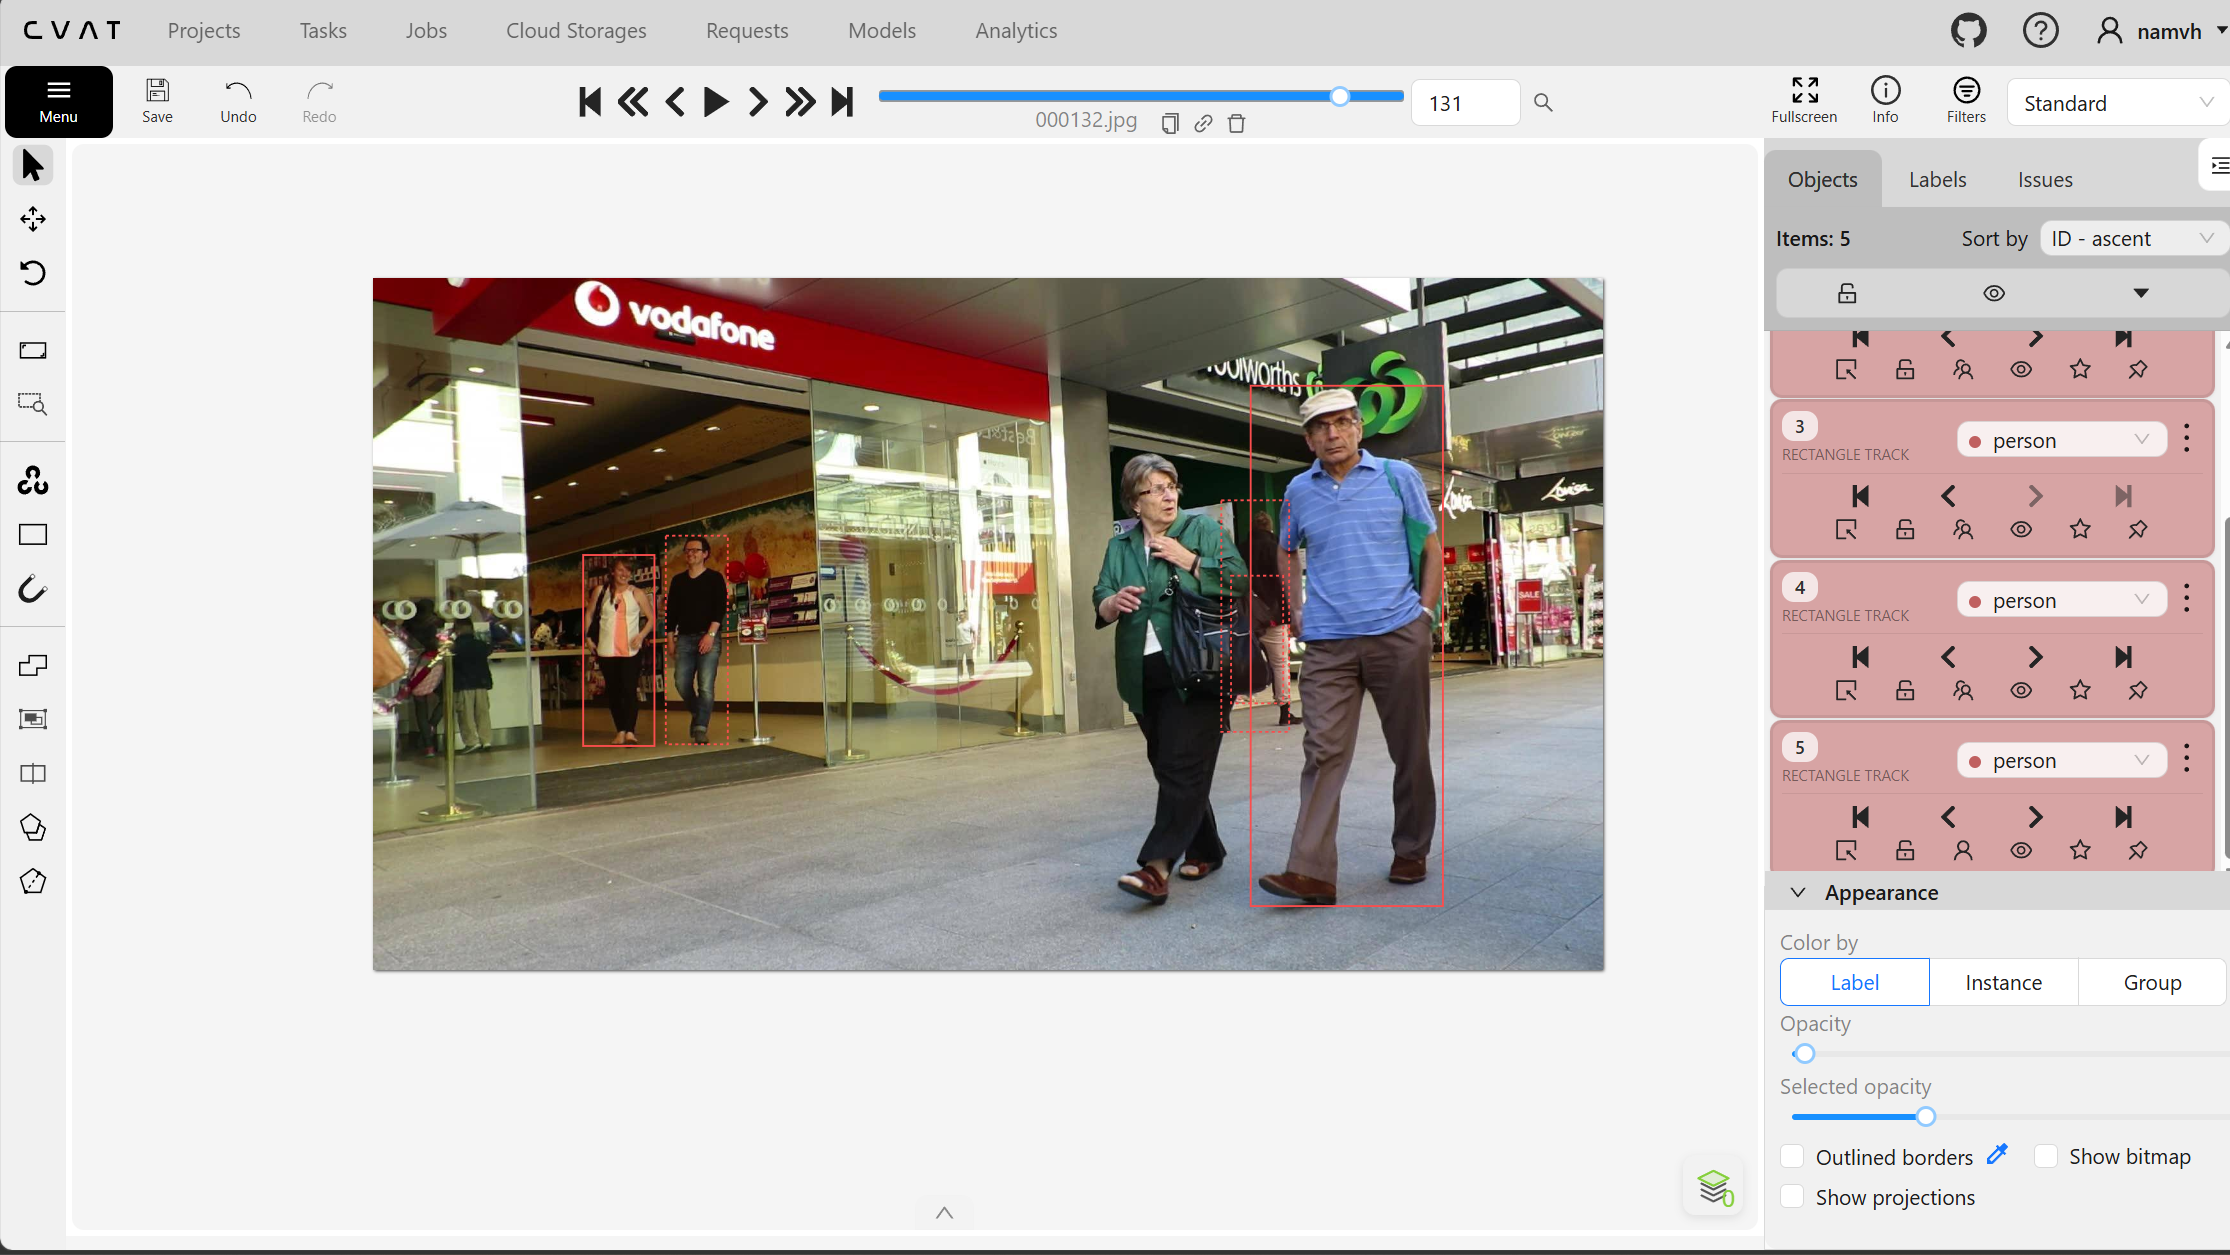 CVAT Projects Tasks Jobs Cloud Storages Requests Models Analytics namvh
Menu Save Undo Redo 131 Fullscreen Info Filters Standard
000132.jpg
Objects Labels Issues
Items: 5 Sort by ID - ascent
vodafone
woolworths
SALE
3 person
RECTANGLE TRACK
4 person
RECTANGLE TRACK
5 person
RECTANGLE TRACK
Appearance
Color by
Label Instance Group
Opacity
Selected opacity
Outlined borders Show bitmap
Show projections
0